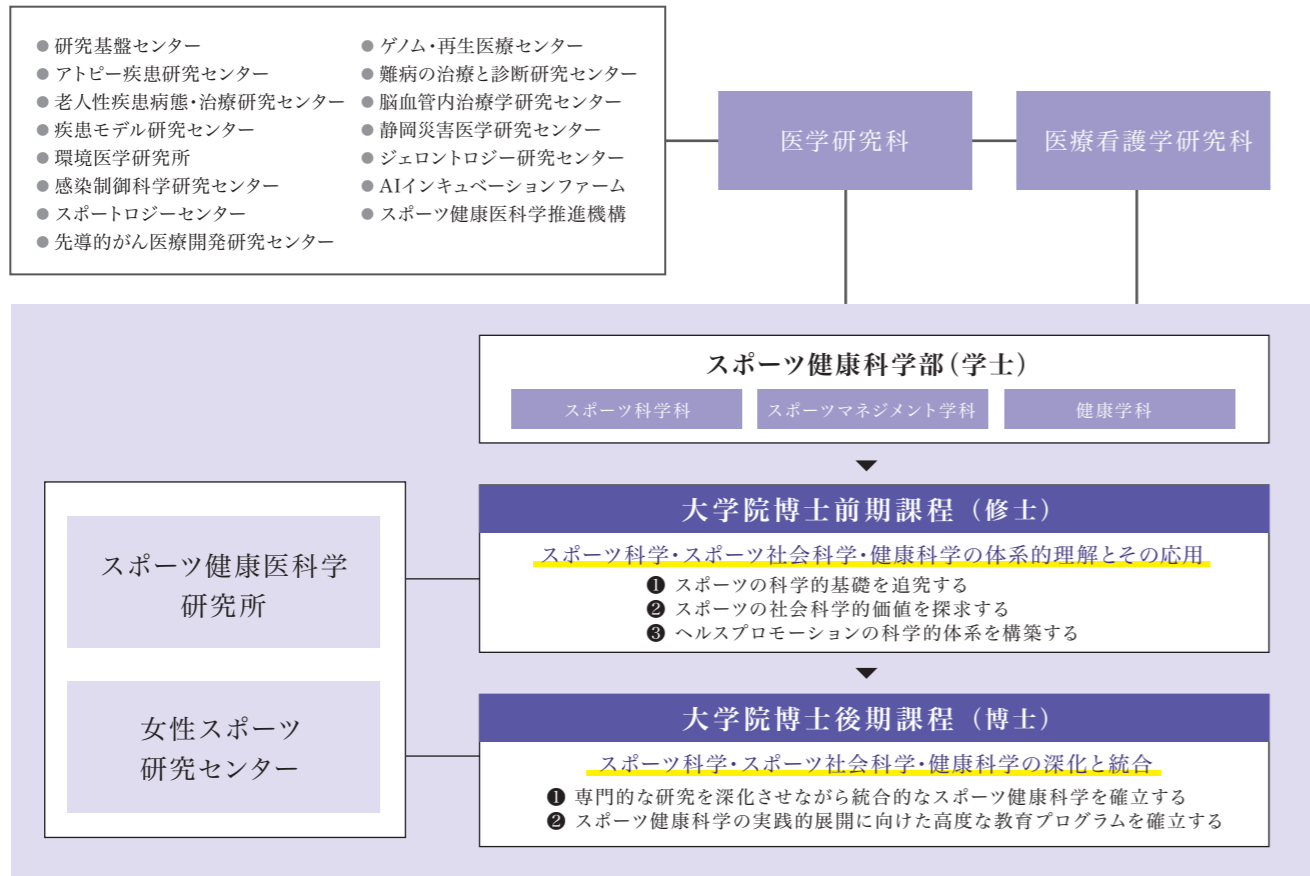 ● 研究基盤センター
● アトピー疾患研究センター
● 老人性疾患病態・治療研究センター
● 疾患モデル研究センター
● 環境医学研究所
● 感染制御科学研究センター
● スポートロジーセンター
● 先導的がん医療開発研究センター
● ゲノム・再生医療センター
● 難病の治療と診断研究センター
● 脳血管内治療学研究センター
● 静岡災害医学研究センター
● ジェロントロジー研究センター
● AIインキュベーションファーム
● スポーツ健康医科学推進機構
医学研究科
医療看護学研究科
スポーツ健康科学部(学士)
スポーツ科学科
スポーツマネジメント学科
健康学科
スポーツ健康医科学
研究所
女性スポーツ
研究センター
大学院博士前期課程（修士）
スポーツ科学・スポーツ社会科学・健康科学の体系的理解とその応用
❶ スポーツの科学的基礎を追究する
❷ スポーツの社会科学的価値を探求する
❸ ヘルスプロモーションの科学的体系を構築する
大学院博士後期課程（博士）
スポーツ科学・スポーツ社会科学・健康科学の深化と統合
❶ 専門的な研究を深化させながら統合的なスポーツ健康科学を確立する
❷ スポーツ健康科学の実践的展開に向けた高度な教育プログラムを確立する